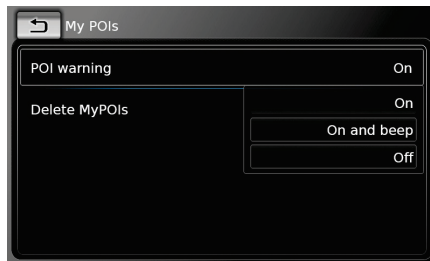 My POIs
POI warning On
On
Delete MyPOIs
On and beep
Off